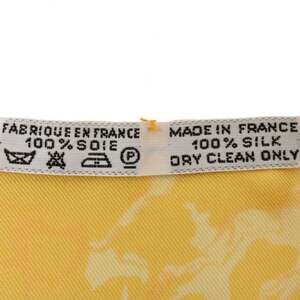 FABRIQUE EN FRANCE
100% SOIE
P
MADE IN FRANCE
100% SILK
DRY CLEAN ONLY